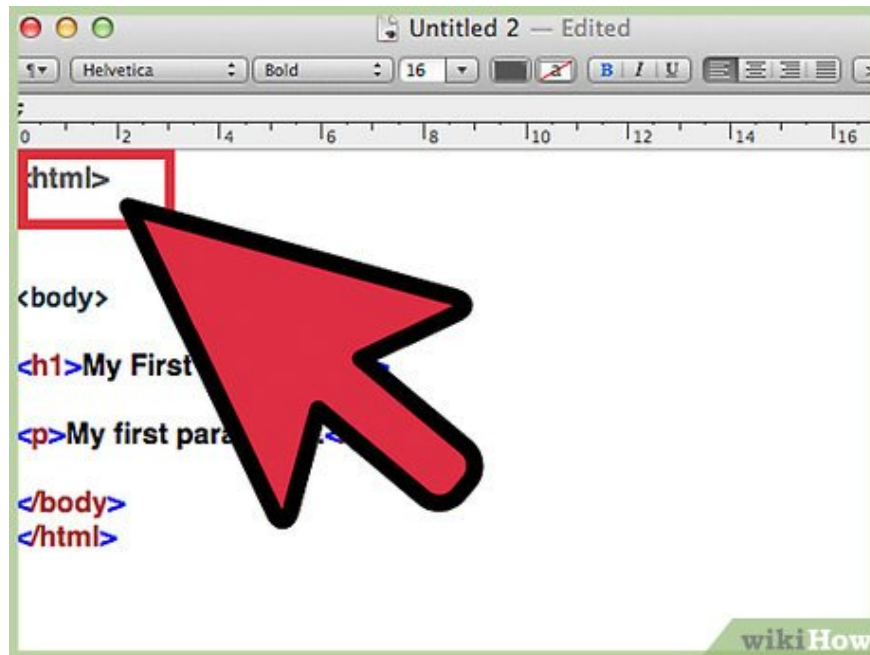 Untitled 2 — Edited
¶ Helvetica Bold 16 a B I U
0 2 4 6 8 10 12 14 16
<html>
<body>
<h1>My First
<p>My first
</body>
</html>
wikiHow